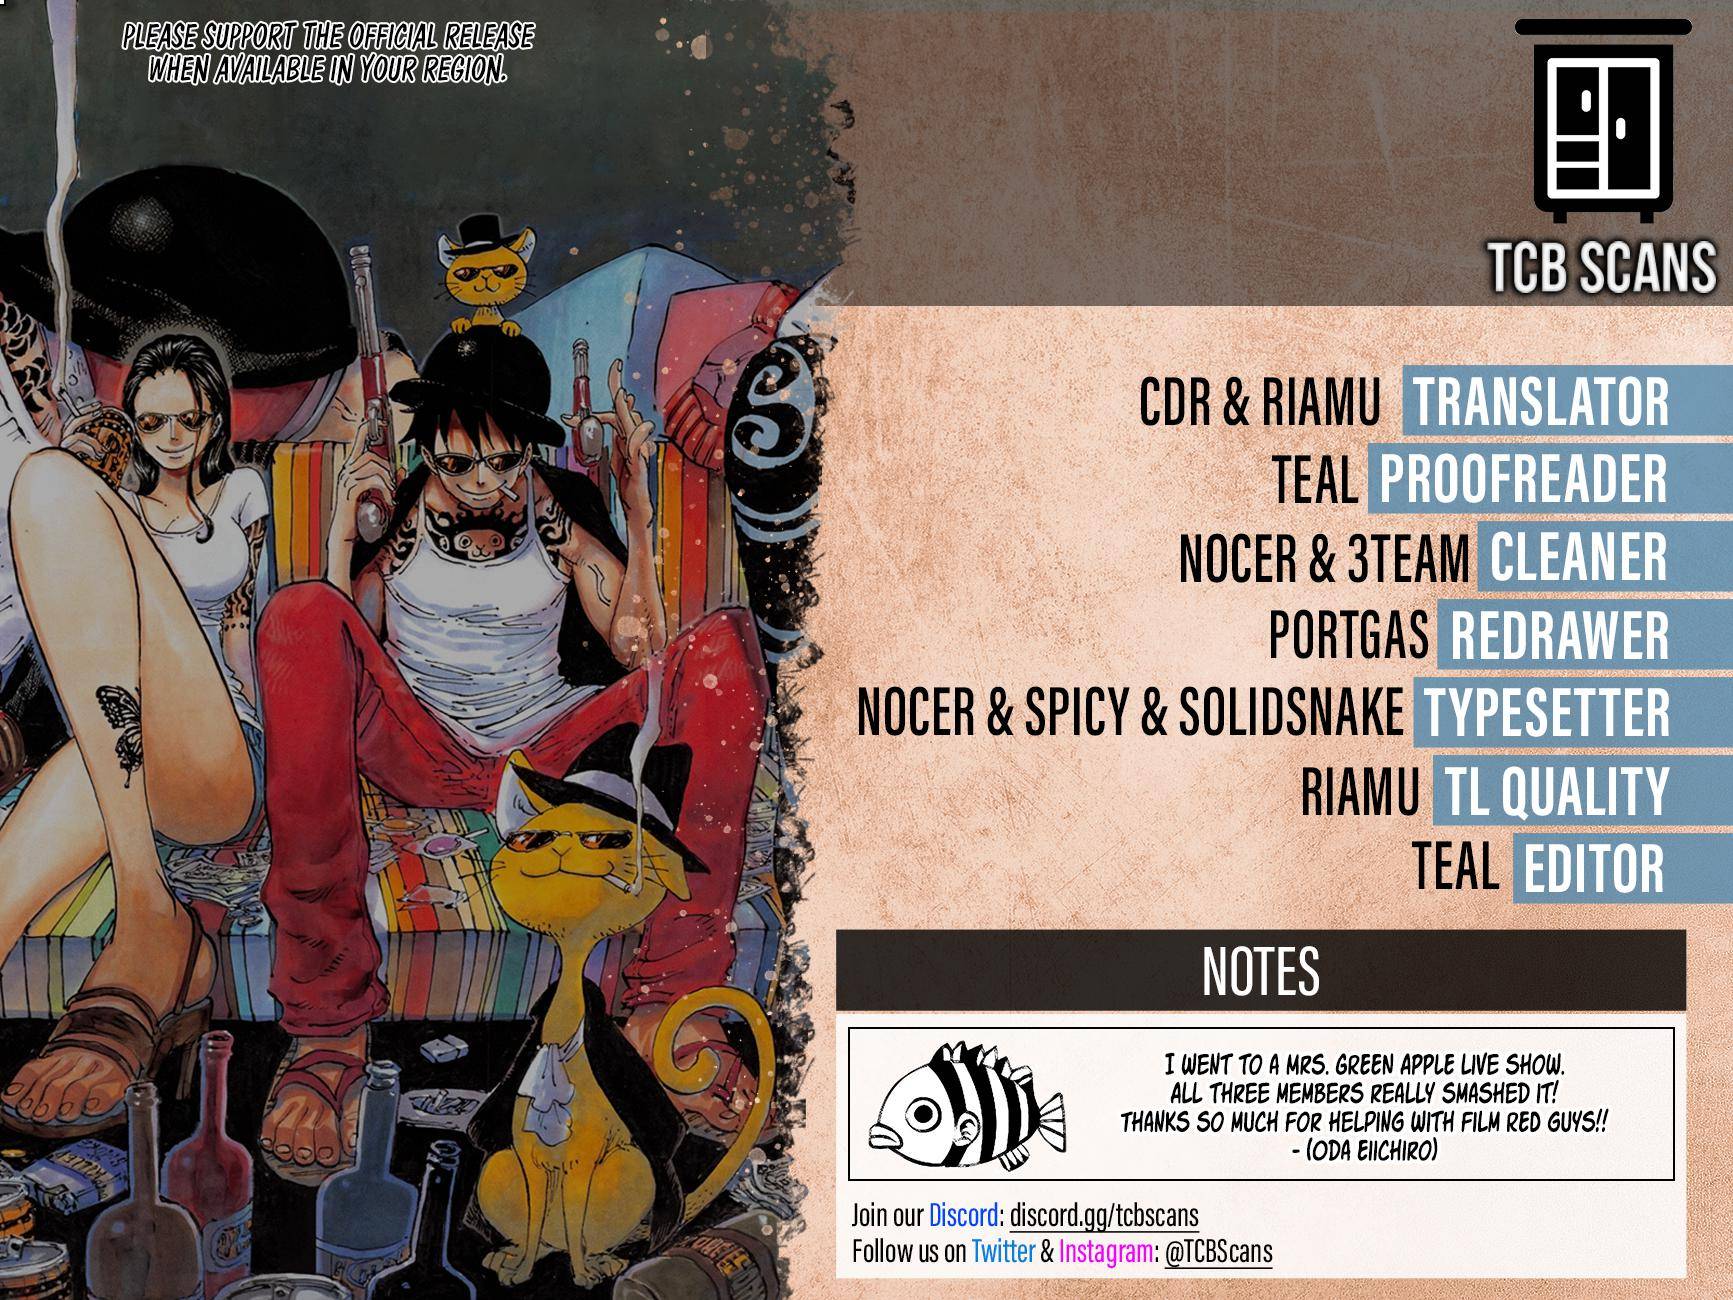 PLEASE SUPPORT THE OFFICIAL RELEASE
WHEN AVAILABLE IN YOUR REGION.
TCB SCANS
CDR & RIAMU TRANSLATOR
TEAL PROOFREADER
NOCER & 3TEAM CLEANER
PORTGAS REDRAWER
NOCER & SPICY & SOLIDSNAKE TYPESETTER
RIAMU TL QUALITY
TEAL EDITOR
NOTES
I WENT TO A MRS. GREEN APPLE LIVE SHOW.
ALL THREE MEMBERS REALLY SMASHED IT!
THANKS SO MUCH FOR HELPING WITH FILM RED GUYS!!
- (ODA EIICHIRO)
Join our Discord: discord.gg/tcbscans
Follow us on Twitter & Instagram: @TCBScans